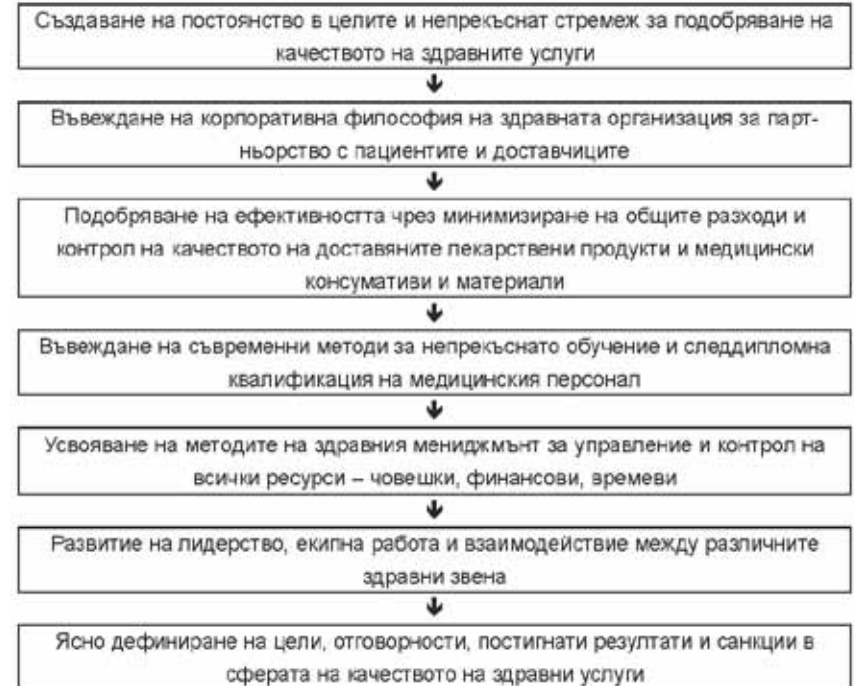 Създаване на постоянство в целите и непрекъснат стремеж за подобряване на
качеството на здравните услуги
Въвеждане на корпоративна философия на здравната организация за парт-
ньорство с пациентите и доставчиците
Подобряване на ефективността чрез минимизиране на общите разходи и
контрол на качеството на доставяните лекарствени продукти и медицински
консумативи и материали
Въвеждане на съвременни методи за непрекъснато обучение и следдипломна
квалификация на медицинския персонал
Усвояване на методите на здравния мениджмънт за управление и контрол на
всички ресурси – човешки, финансови, времеви
Развитие на лидерство, екипна работа и взаимодействие между различните
здравни звена
Ясно дефиниране на цели, отговорности, постигнати резултати и санкции в
сферата на качеството на здравни услуги